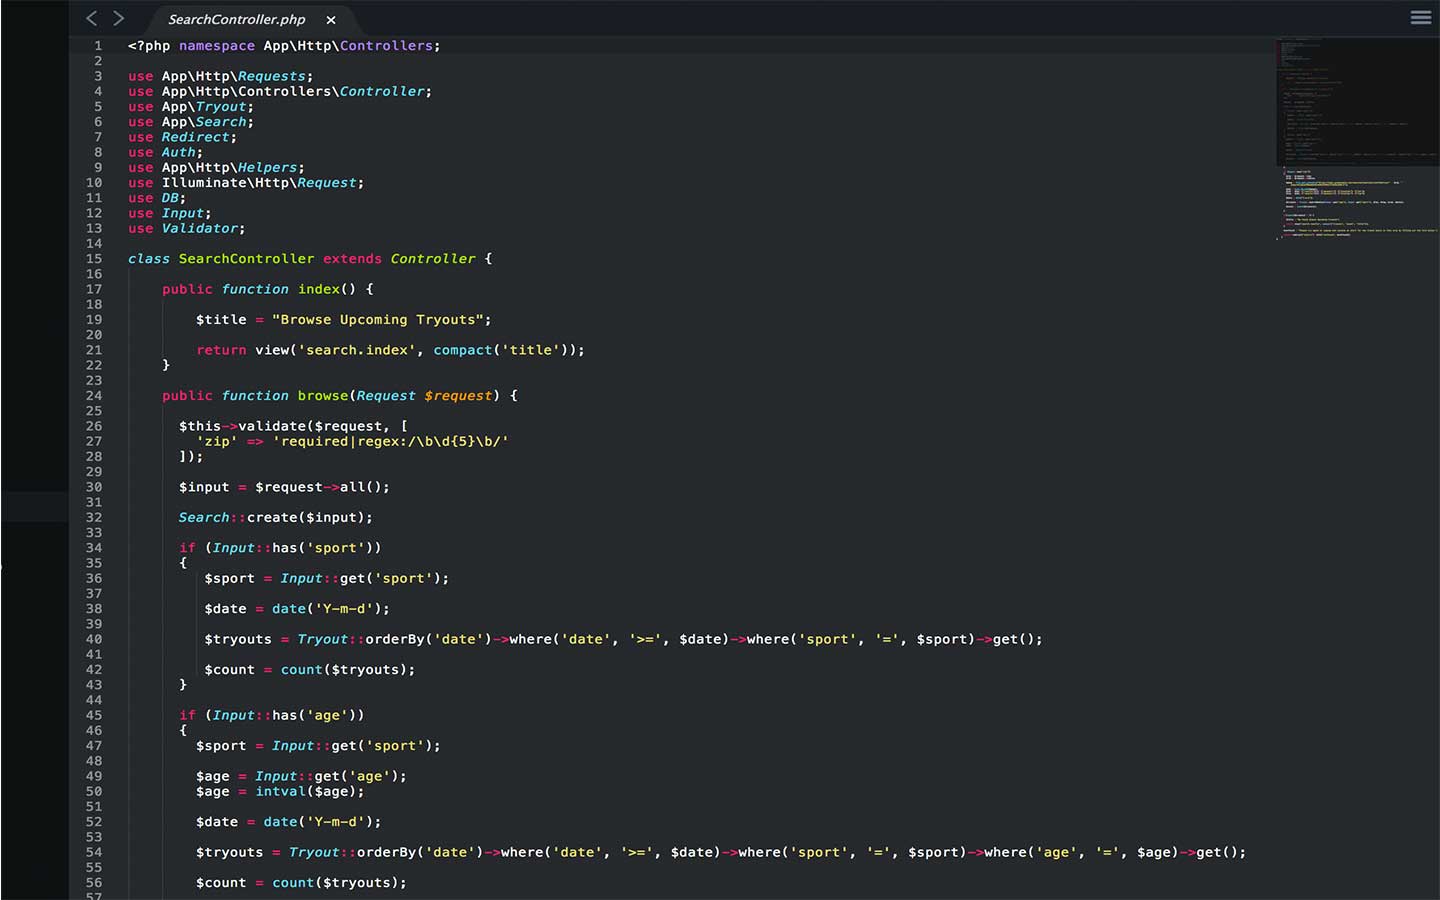 SearchController.php ×
1 <?php namespace App\Http\Controllers;
2
3 use App\Http\Requests;
4 use App\Http\Controllers\Controller;
5 use App\Tryout;
6 use App\Search;
7 use Redirect;
8 use Auth;
9 use App\Http\Helpers;
10 use Illuminate\Http\Request;
11 use DB;
12 use Input;
13 use Validator;
14
15 class SearchController extends Controller {
16
17 public function index() {
18
19 $title = "Browse Upcoming Tryouts";
20
21 return view('search.index', compact('title'));
22 }
23
24 public function browse(Request $request) {
25
26 $this->validate($request, [
27 'zip' => 'required|regex:/\b\d{5}\b/'
28 ]);
29
30 $input = $request->all();
31
32 Search::create($input);
33
34 if (Input::has('sport'))
35 {
36 $sport = Input::get('sport');
37
38 $date = date('Y-m-d');
39
40 $tryouts = Tryout::orderBy('date')->where('date', '>=', $date)->where('sport', '=', $sport)->get();
41
42 $count = count($tryouts);
43 }
44
45 if (Input::has('age'))
46 {
47 $sport = Input::get('sport');
48
49 $age = Input::get('age');
50 $age = intval($age);
51
52 $date = date('Y-m-d');
53
54 $tryouts = Tryout::orderBy('date')->where('date', '>=', $date)->where('sport', '=', $sport)->where('age', '=', $age)->get();
55
56 $count = count($tryouts);
57